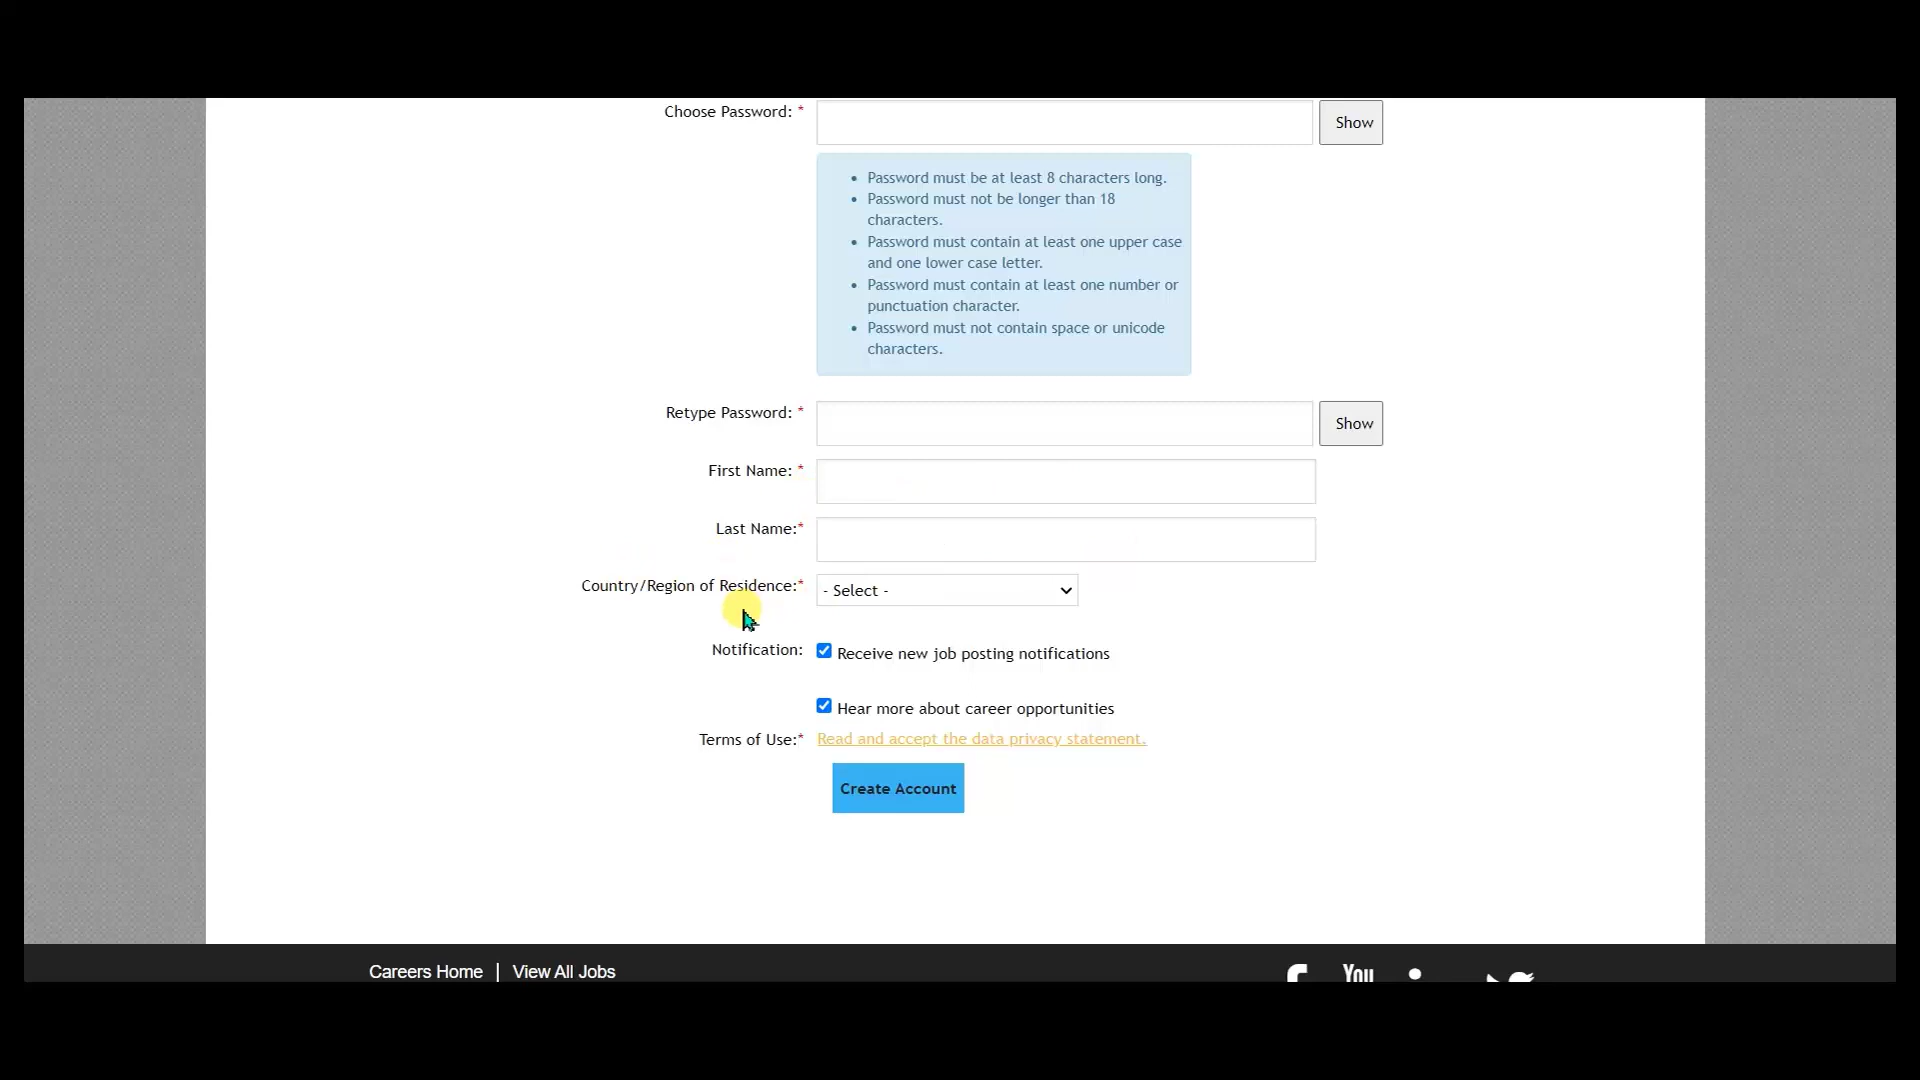 Choose Password: *
Show
• Password must be at least 8 characters long.
• Password must not be longer than 18
characters.
• Password must contain at least one upper case
and one lower case letter.
• Password must contain at least one number or
punctuation character.
• Password must not contain space or unicode
characters.
Retype Password: *
Show
First Name: *
Last Name:*
Country/Region of Residence:*
- Select -
Notification:
Receive new job posting notifications
Hear more about career opportunities
Terms of Use:*
Read and accept the data privacy statement.
Create Account
Careers Home | View All Jobs
You